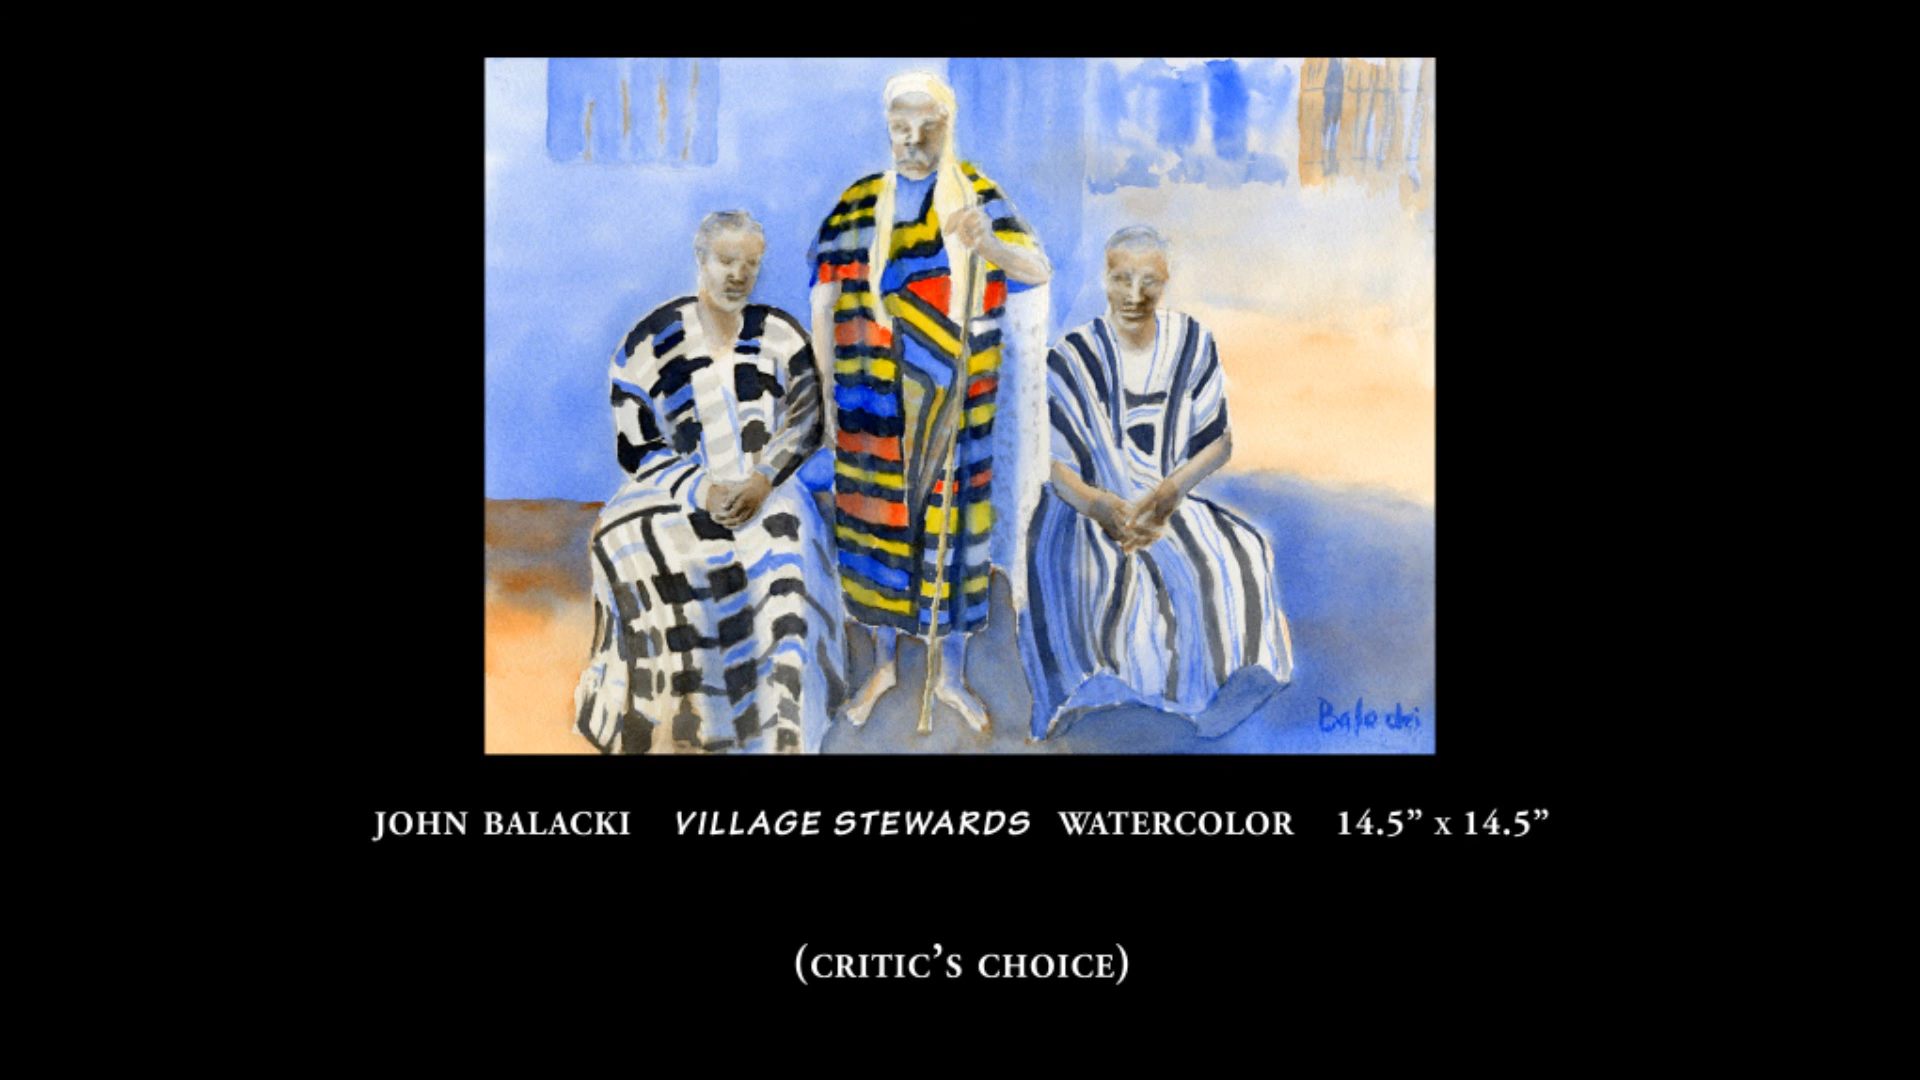 Balacki
JOHN BALACKI VILLAGE STEWARDS WATERCOLOR 14.5” x 14.5”
(CRITIC’S CHOICE)